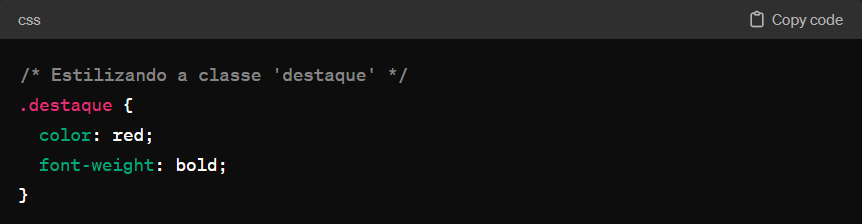 css
Copy code
/* Estilizando a classe 'destaque' */
.destaque {
  color: red;
  font-weight: bold;
}